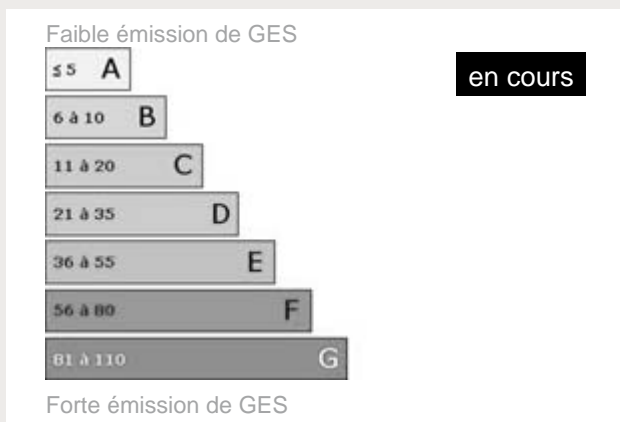 Faible émission de GES
≤ 5 A
en cours
6 à 10 B
11 à 20 C
21 à 35 D
36 à 55 E
56 à 80 F
81 à 110 G
Forte émission de GES